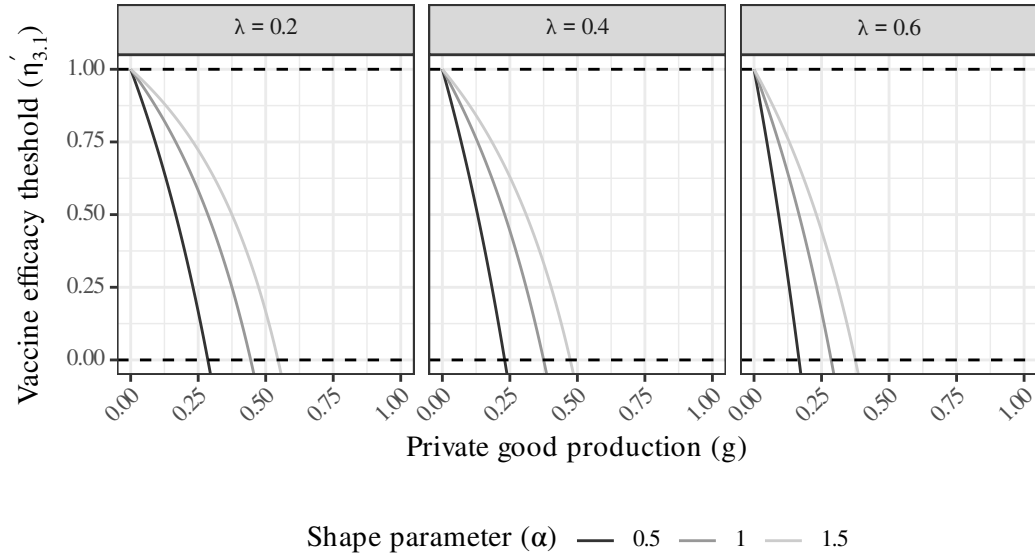 λ = 0.2
λ = 0.4
λ = 0.6
Vaccine efficacy theshold (η′3.1)
1.00
0.75
0.50
0.25
0.00
0.00 0.25 0.50 0.75 1.00
0.00 0.25 0.50 0.75 1.00
0.00 0.25 0.50 0.75 1.00
Private good production (g)
Shape parameter (α) 0.5 1 1.5